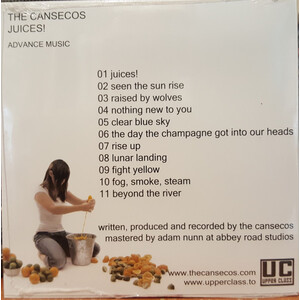 THE CANSECOS
JUICES!
ADVANCE MUSIC
01 juices!
02 seen the sun rise
03 raised by wolves
04 nothing new to you
05 clear blue sky
06 the day the champagne got into our heads
07 rise up
08 lunar landing
09 fight yellow
10 fog, smoke, steam
11 beyond the river
written, produced and recorded by the cansecos
mastered by adam nunn at abbey road studios
www.thecansecos.com
www.upperclass.to
UC
UPPER CLASS